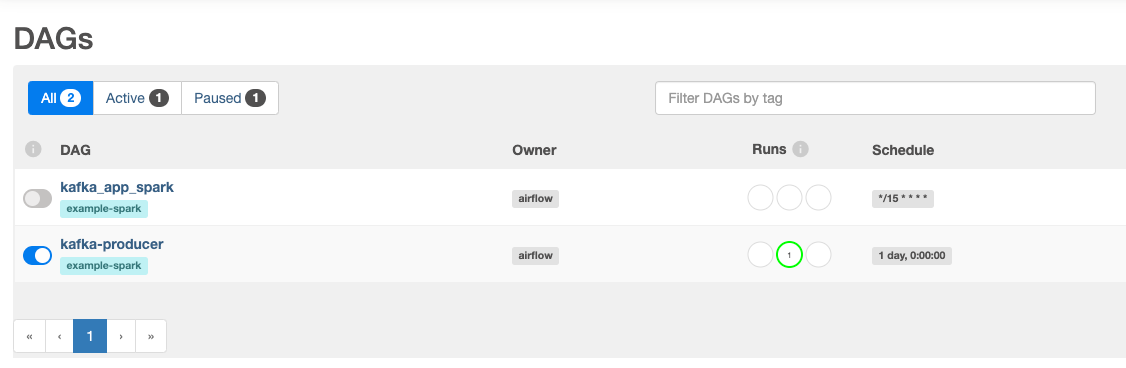 DAGs
All 2 Active 1 Paused 1 Filter DAGs by tag
i DAG Owner Runs i Schedule
kafka_app_spark
example-spark airflow */15 * * * *
kafka-producer
example-spark airflow 1 1 day, 0:00:00
« ‹ 1 › »